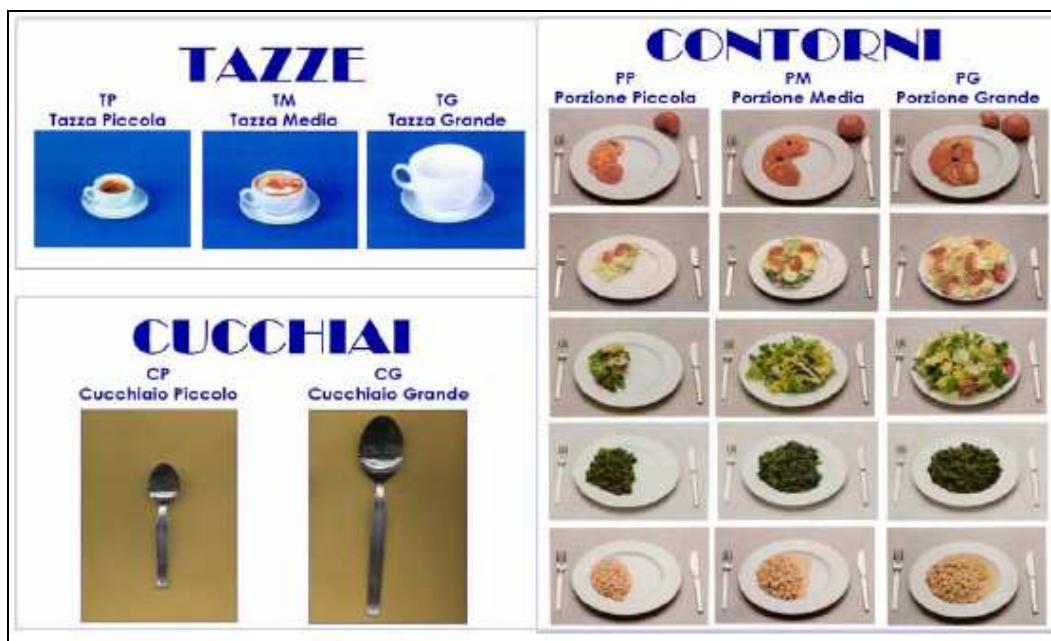 TAZZE
TP
Tazza Piccola
TM
Tazza Media
TG
Tazza Grande
CUCCHIAI
CP
Cucchiaio Piccolo
CG
Cucchiaio Grande
CONTORNI
PP
Porzione Piccola
PM
Porzione Media
PG
Porzione Grande